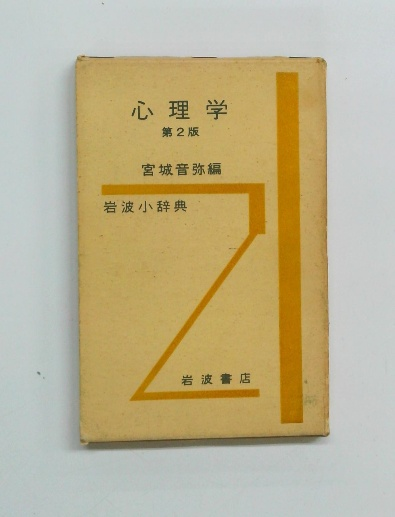 心理学
第2版
宮城音弥編
岩波小辞典
岩波書店